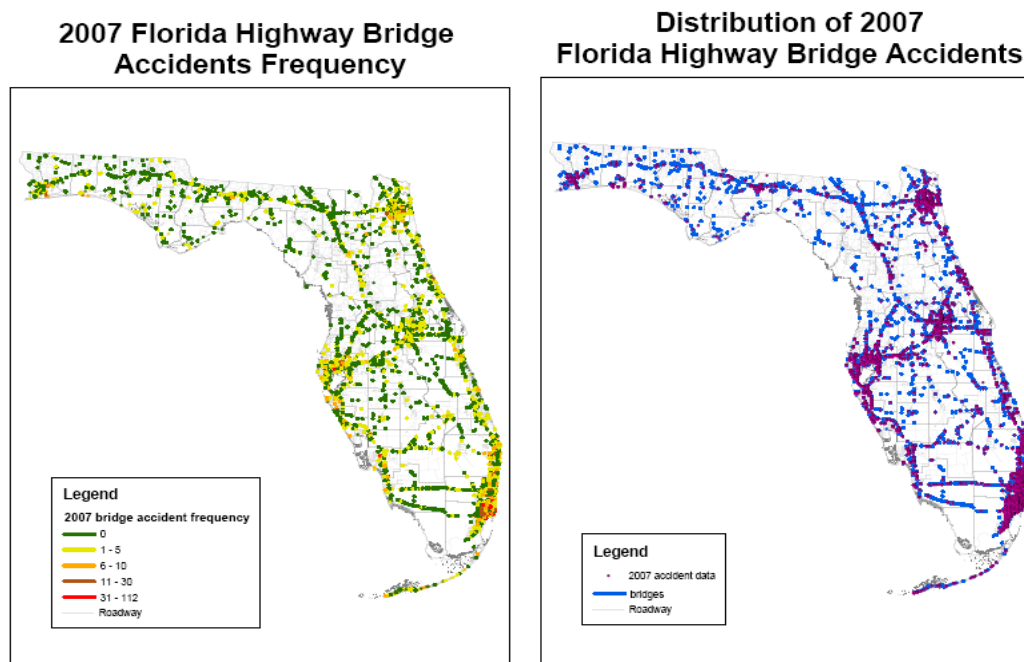 2007 Florida Highway Bridge
Accidents Frequency
Legend
2007 bridge accident frequency
0
1 - 5
6 - 10
11 - 30
31 - 112
Roadway
Distribution of 2007
Florida Highway Bridge Accidents
Legend
2007 accident data
bridges
Roadway